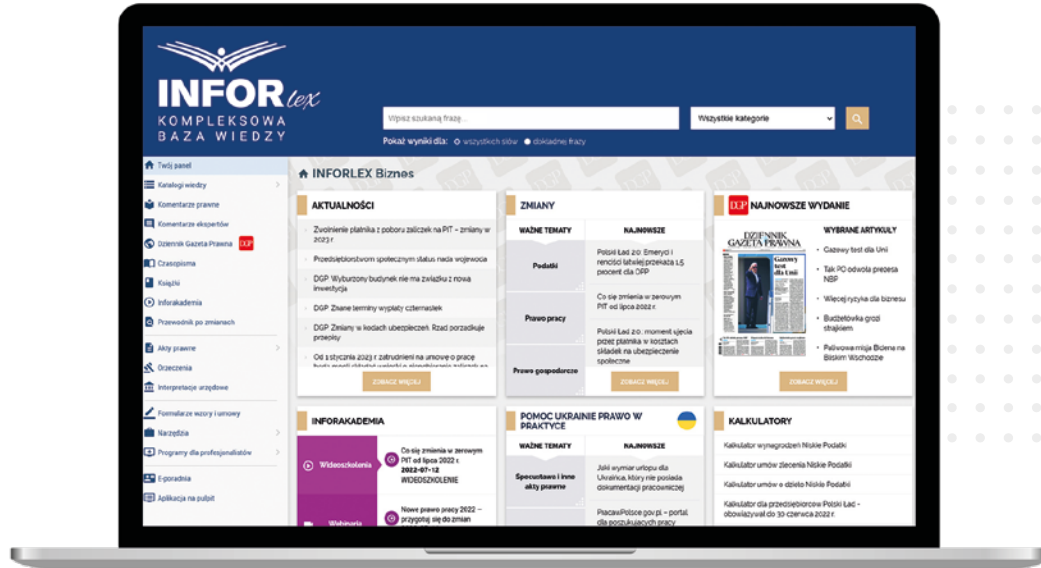 INFOR lex
KOMPLEKSOWA
BAZA WIEDZY
Wpisz szukaną frazę...
Wszystkie kategorie
Pokaż wyniki dla: wszystkich słów dokładnej frazy
Twój panel
Katalogi wiedzy
Komentarze prawne
Komentarze ekspertów
Dziennik Gazeta Prawna DGP
Czasopisma
Książki
Inforakademia
Przewodnik po zmianach
Akty prawne
Orzeczenia
Interpretacje urzędowe
Formularze wzory i umowy
Narzędzia
Programy dla profesjonalistów
E-poradnia
Aplikacja na pulpit
INFORLEX Biznes
AKTUALNOŚCI
Zwolnienie płatnika z poboru zaliczek na PIT – zmiany w
2023 r.
Przedsiębiorstwom społecznym status nada wojewoda
DGP: Wyburzony budynek nie ma związku z nową
inwestycją
DGP: Znane terminy wypłaty czternastek
DGP: Zmiany w kodach ubezpieczeń. Rząd porządkuje
przepisy
Od 1 stycznia 2023 r. zatrudnieni na umowę o pracę
ZOBACZ WIĘCEJ
ZMIANY
WAŻNE TEMATY
NAJNOWSZE
Podatki
Polski Ład 2.0: Emeryci i
renciści łatwiej przekażą 1,5
procent dla OPP
Co się zmienia w zerowym
PIT od lipca 2022 r.
Prawo pracy
Polski Ład 2.0: moment ujęcia
przez płatnika w kosztach
składek na ubezpieczenie
społeczne
Prawo gospodarcze
ZOBACZ WIĘCEJ
DGP NAJNOWSZE WYDANIE
DZIENNIK
GAZETA PRAWNA
Gazowy
test
dla Unii
WYBRANE ARTYKUŁY
Gazowy test dla Unii
Tak PO odwoła prezesa
NBP
Więcej ryzyka dla biznesu
Budżetówka grozi
strajkiem
Paliwowa misja Bidena na
Bliskim Wschodzie
ZOBACZ WIĘCEJ
INFORAKADEMIA
Wideoszkolenia
Co się zmienia w zerowym
PIT od lipca 2022 r.
2022-07-12
WIDEOSZKOLENIE
Webinaria
Nowe prawo pracy 2022 –
przygotuj się do zmian
POMOC UKRAINIE PRAWO W
PRAKTYCE
WAŻNE TEMATY
NAJNOWSZE
Specustawa i inne
akty prawne
Jaki wymiar urlopu dla
Ukraińca, który nie posiada
dokumentacji pracowniczej
PracawPolsce.gov.pl – portal
dla poszukujących pracy
KALKULATORY
Kalkulator wynagrodzeń Niskie Podatki
Kalkulator umów zlecenia Niskie Podatki
Kalkulator umów o dzieło Niskie Podatki
Kalkulator dla przedsiębiorców Polski Ład -
obowiązywał do 30 czerwca 2022 r.